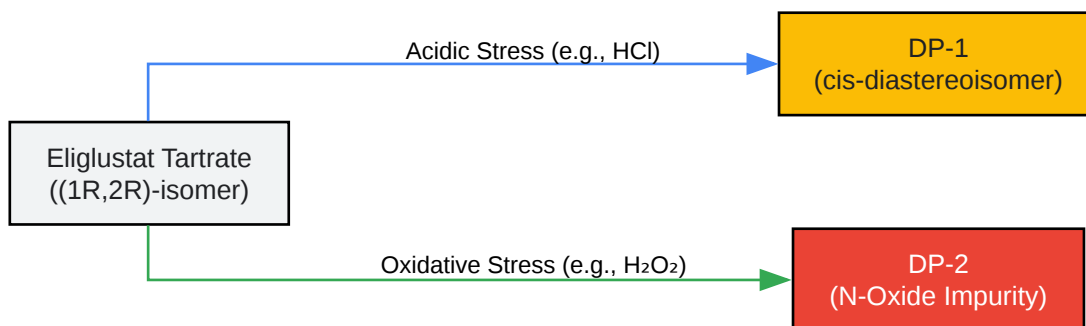 Acidic Stress (e.g., HCl)
DP-1
(cis-diastereoisomer)
Eliglustat Tartrate
((1R,2R)-isomer)
Oxidative Stress (e.g., H₂O₂)
DP-2
(N-Oxide Impurity)